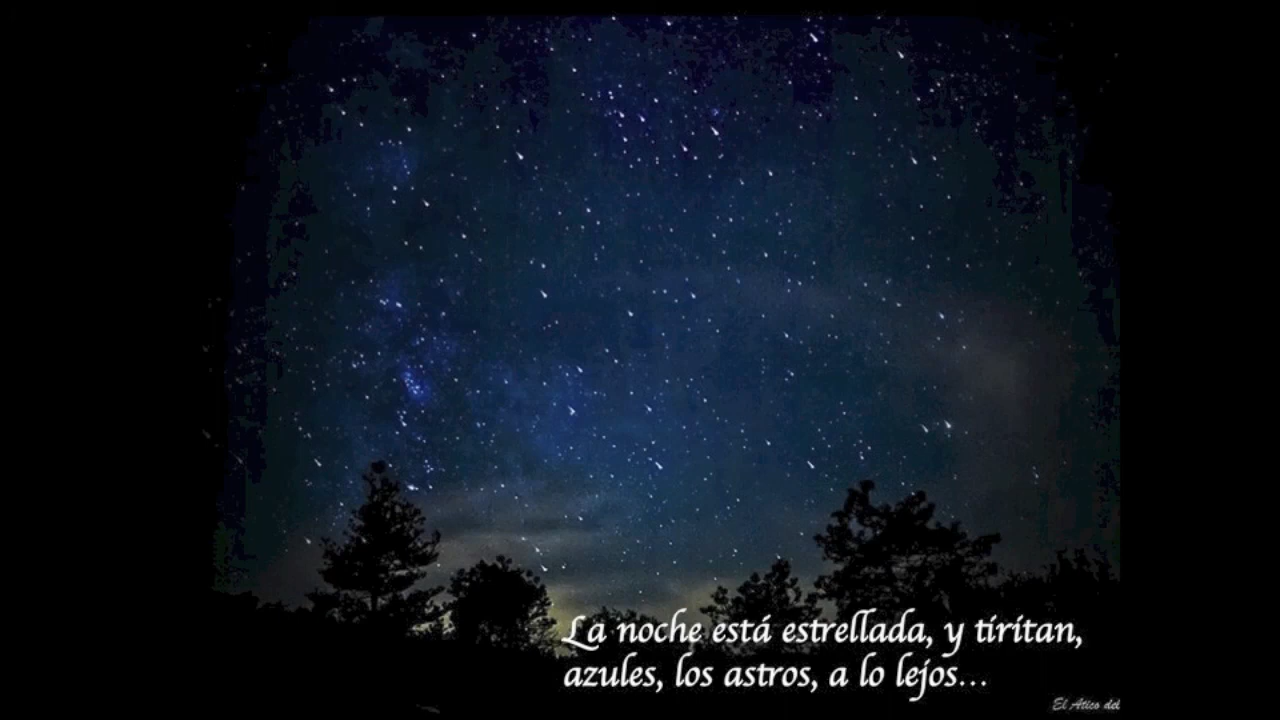 La noche está estrellada, y tiritan,
azules, los astros, a lo lejos...
El Atico del